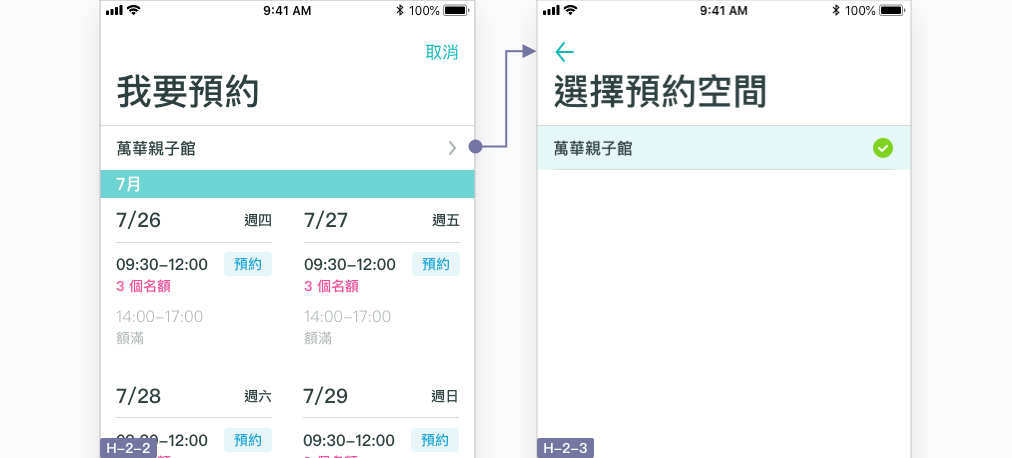 9:41 AM
100%
取消
我要預約
萬華親子館
7月
7/26 週四
7/27 週五
09:30–12:00 預約
09:30–12:00 預約
3 個名額
3 個名額
14:00–17:00
14:00–17:00
額滿
額滿
7/28 週六
7/29 週日
–12:00 預約
09:30–12:00 預約
H–2–2
9:41 AM
100%
選擇預約空間
萬華親子館
H–2–3